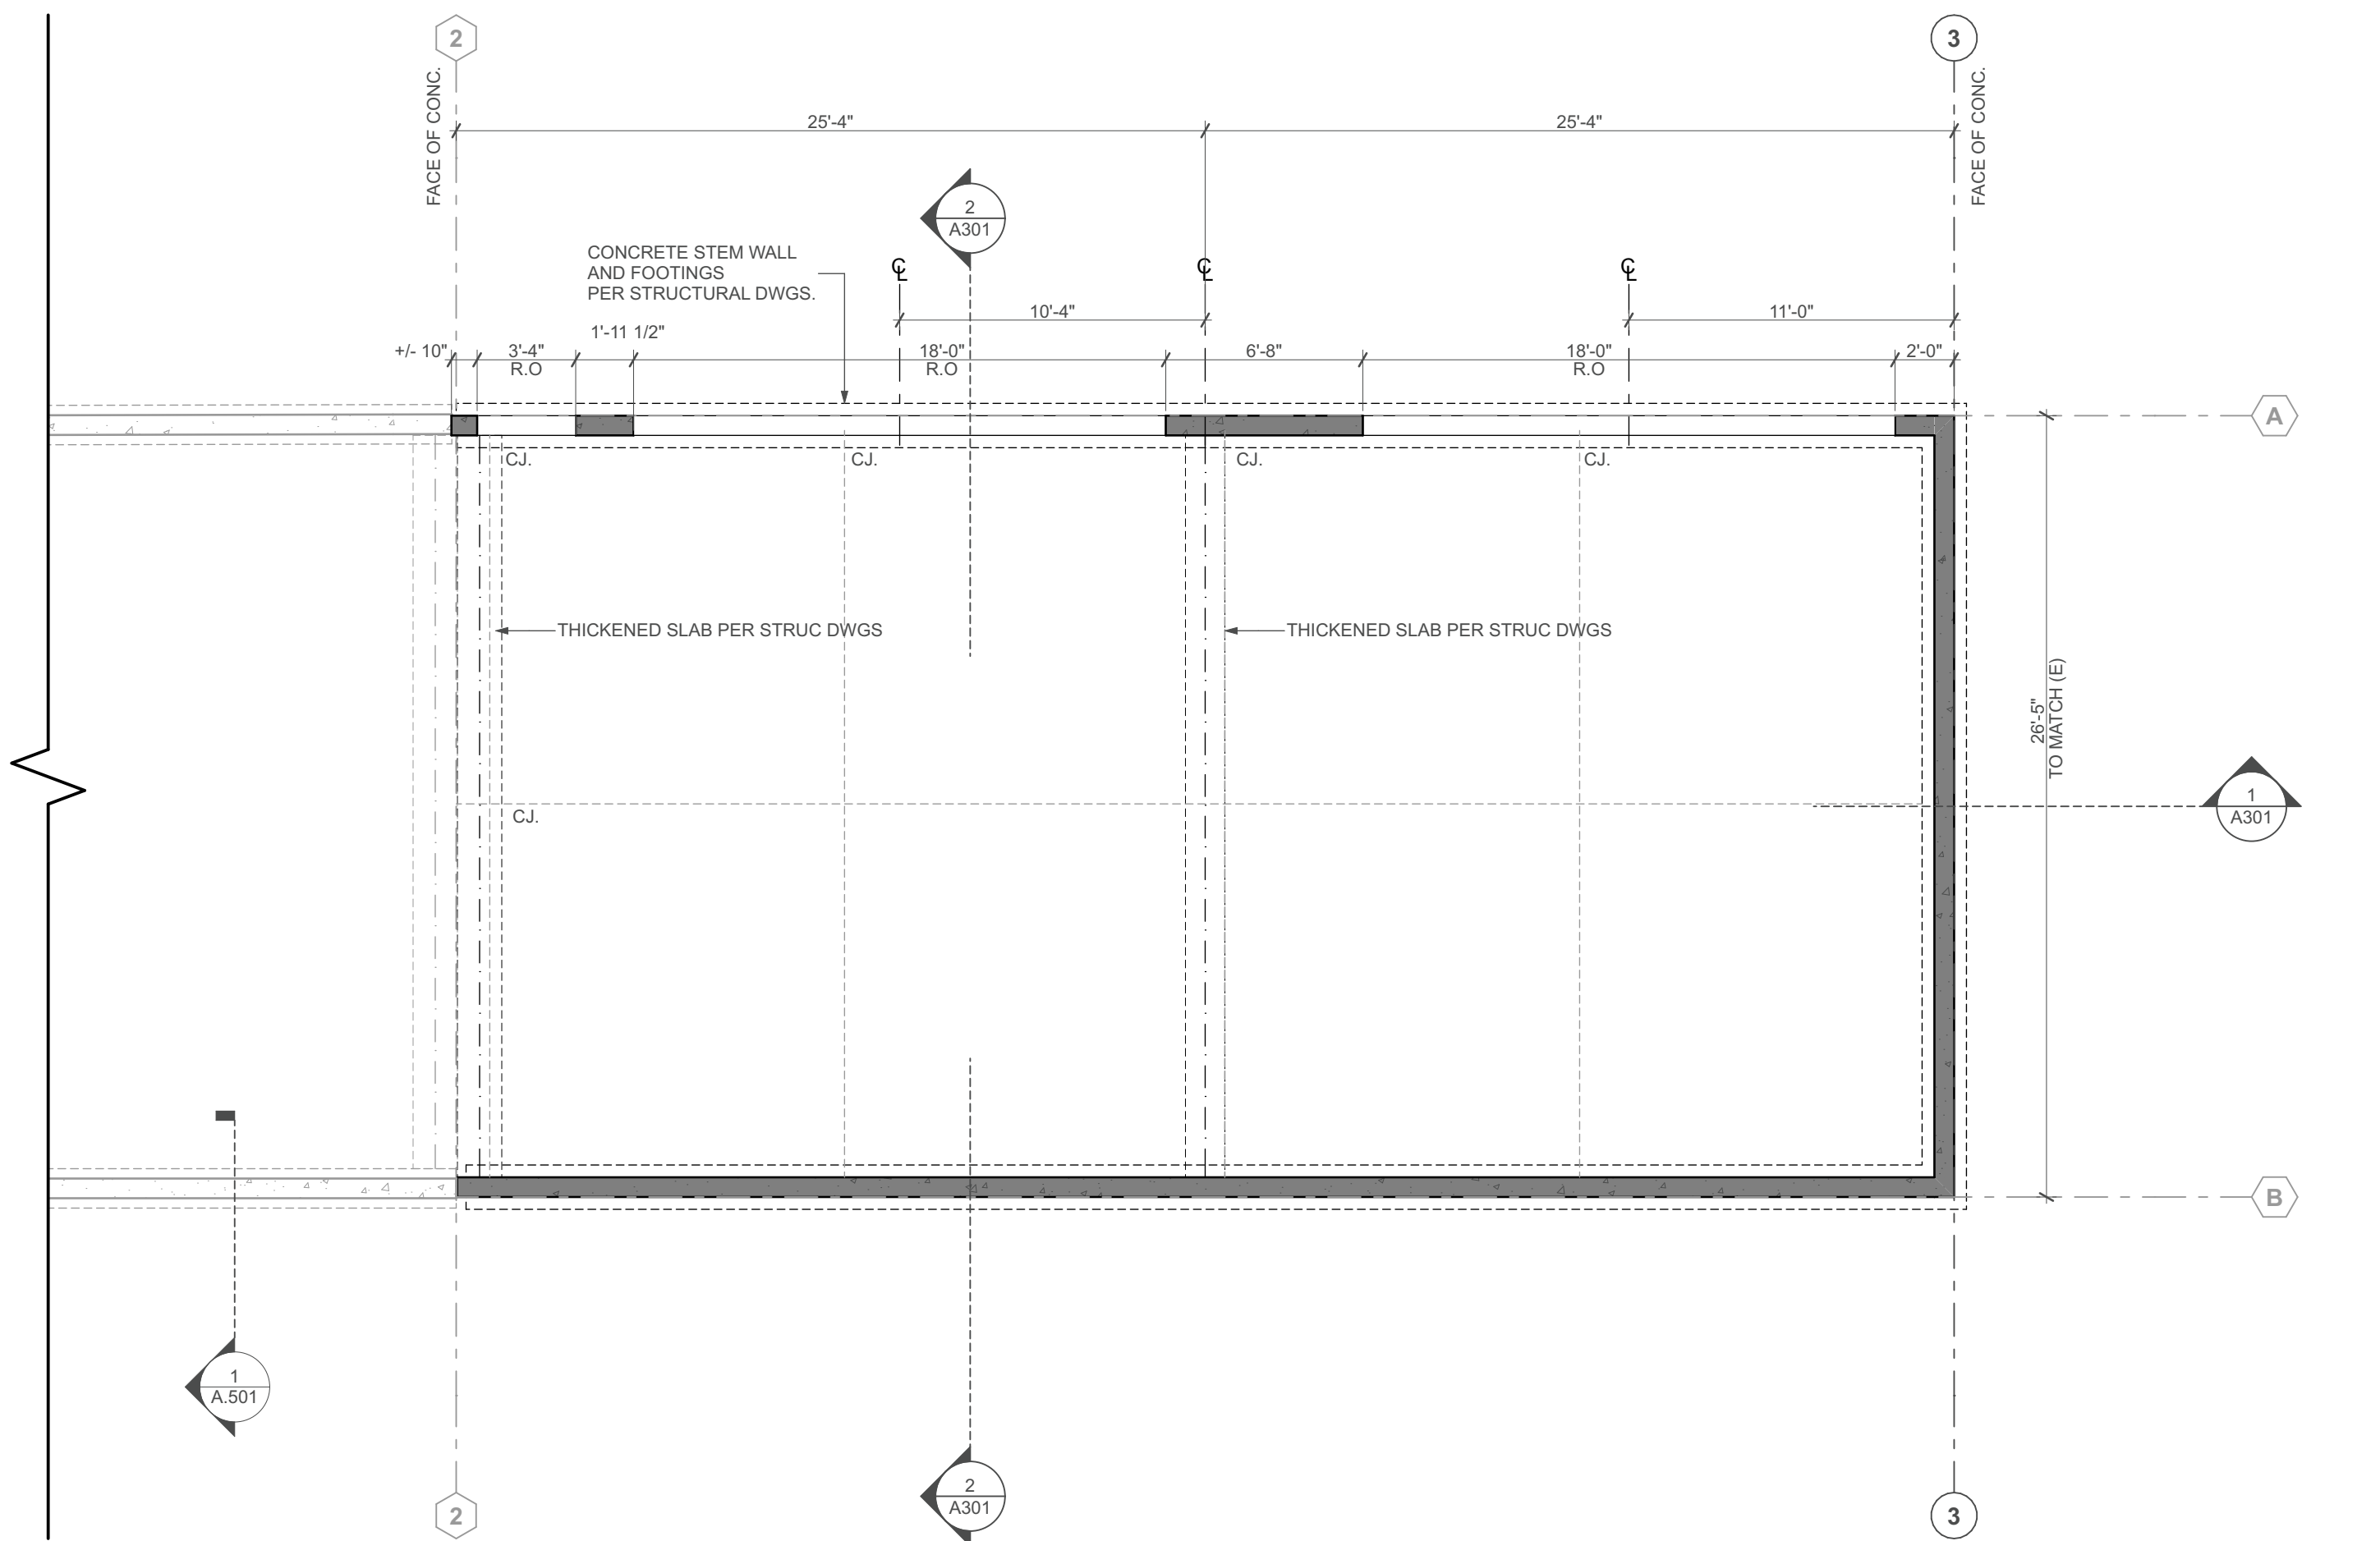 2
3
FACE OF CONC.
FACE OF CONC.
25'-4"
25'-4"
2
A301
CONCRETE STEM WALL
AND FOOTINGS
PER STRUCTURAL DWGS.
℄
℄
℄
10'-4"
11'-0"
1'-11 1/2"
+/- 10"
3'-4"
R.O
18'-0"
R.O
6'-8"
18'-0"
R.O
2'-0"
A
CJ.
CJ.
CJ.
CJ.
THICKENED SLAB PER STRUC DWGS
THICKENED SLAB PER STRUC DWGS
26'-5"
TO MATCH (E)
1
A301
CJ.
B
1
A.501
2
A301
2
3